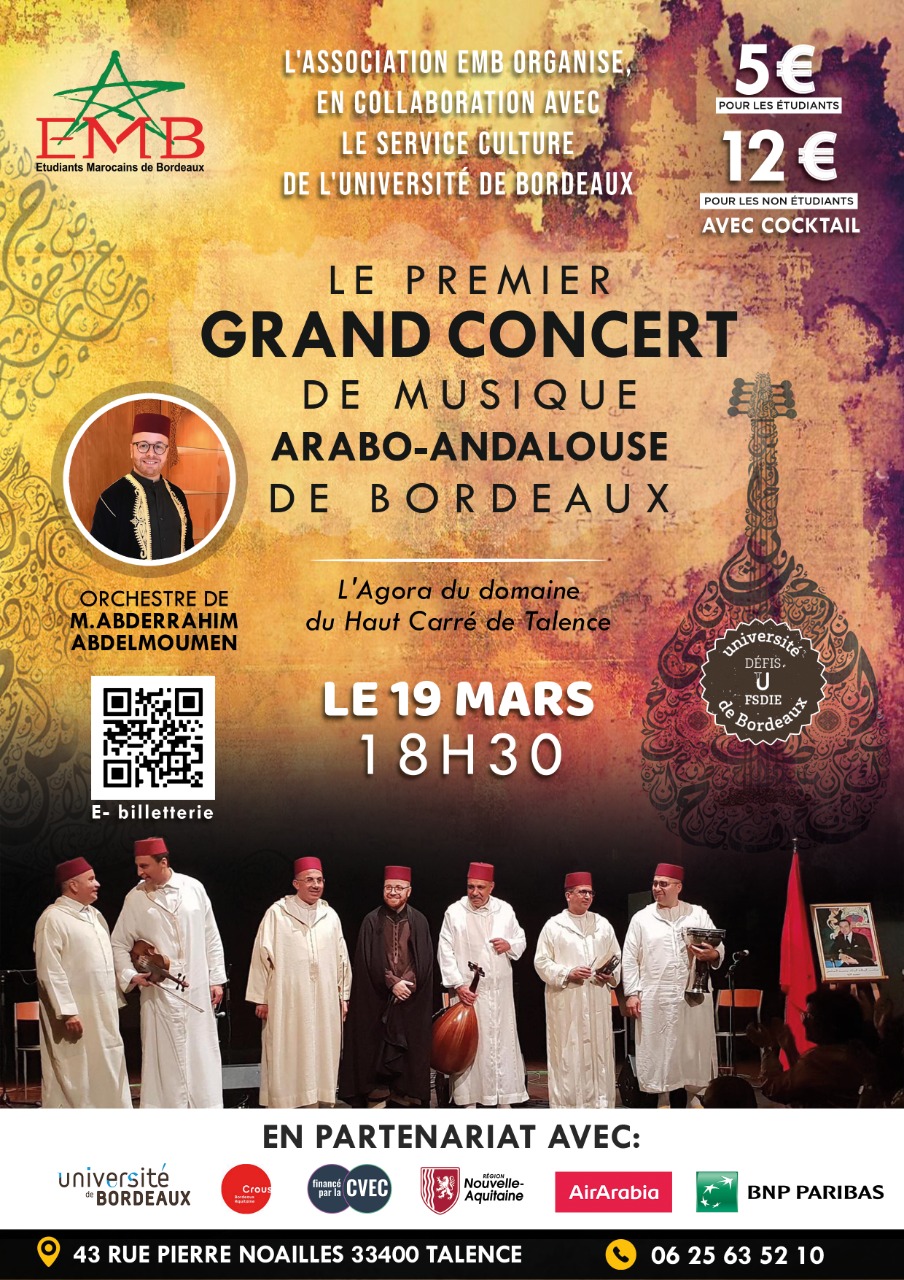 EMB
Etudiants Marocains de Bordeaux
L'ASSOCIATION EMB ORGANISE,
EN COLLABORATION AVEC
LE SERVICE CULTURE
DE L'UNIVERSITÉ DE BORDEAUX
5€
POUR LES ÉTUDIANTS
12€
POUR LES NON ÉTUDIANTS
AVEC COCKTAIL
LE PREMIER
GRAND CONCERT
DE MUSIQUE
ARABO-ANDALOUSE
DE BORDEAUX
ORCHESTRE DE
M.ABDERRAHIM
ABDELMOUMEN
L'Agora du domaine
du Haut Carré de Talence
université
DÉFIS
U
FSDIE
de Bordeaux
LE 19 MARS
18H30
E- billetterie
EN PARTENARIAT AVEC:
université
de BORDEAUX
Crous
Bordeaux
Aquitaine
financé
par la
CVEC
RÉGION
Nouvelle-
Aquitaine
AirArabia
BNP PARIBAS
43 RUE PIERRE NOAILLES 33400 TALENCE
06 25 63 52 10